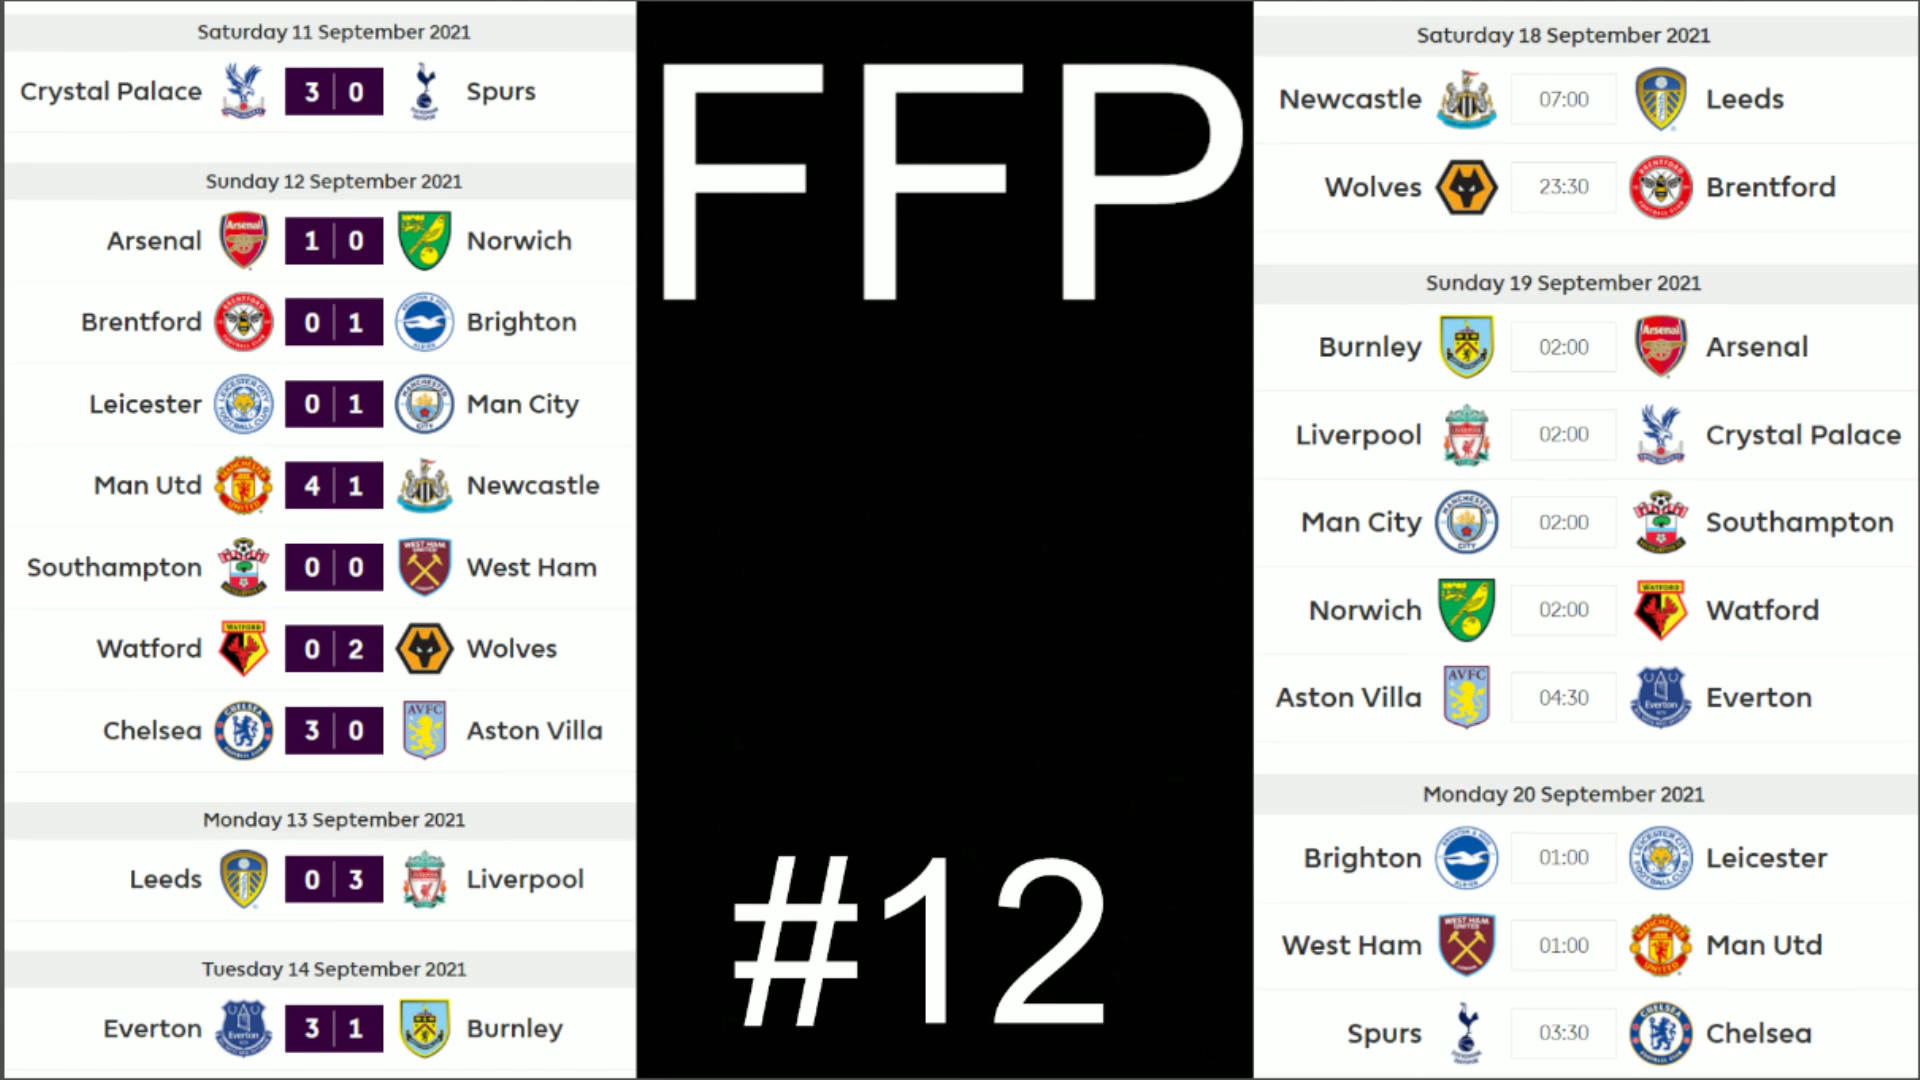 Saturday 11 September 2021
Crystal Palace 3 0 Spurs
Sunday 12 September 2021
Arsenal 1 0 Norwich
Brentford 0 1 Brighton
Leicester 0 1 Man City
Man Utd 4 1 Newcastle
Southampton 0 0 West Ham
Watford 0 2 Wolves
Chelsea 3 0 Aston Villa
Monday 13 September 2021
Leeds 0 3 Liverpool
Tuesday 14 September 2021
Everton 3 1 Burnley
FFP
#12
Saturday 18 September 2021
Newcastle 07:00 Leeds
Wolves 23:30 Brentford
Sunday 19 September 2021
Burnley 02:00 Arsenal
Liverpool 02:00 Crystal Palace
Man City 02:00 Southampton
Norwich 02:00 Watford
Aston Villa 04:30 Everton
Monday 20 September 2021
Brighton 01:00 Leicester
West Ham 01:00 Man Utd
Spurs 03:30 Chelsea